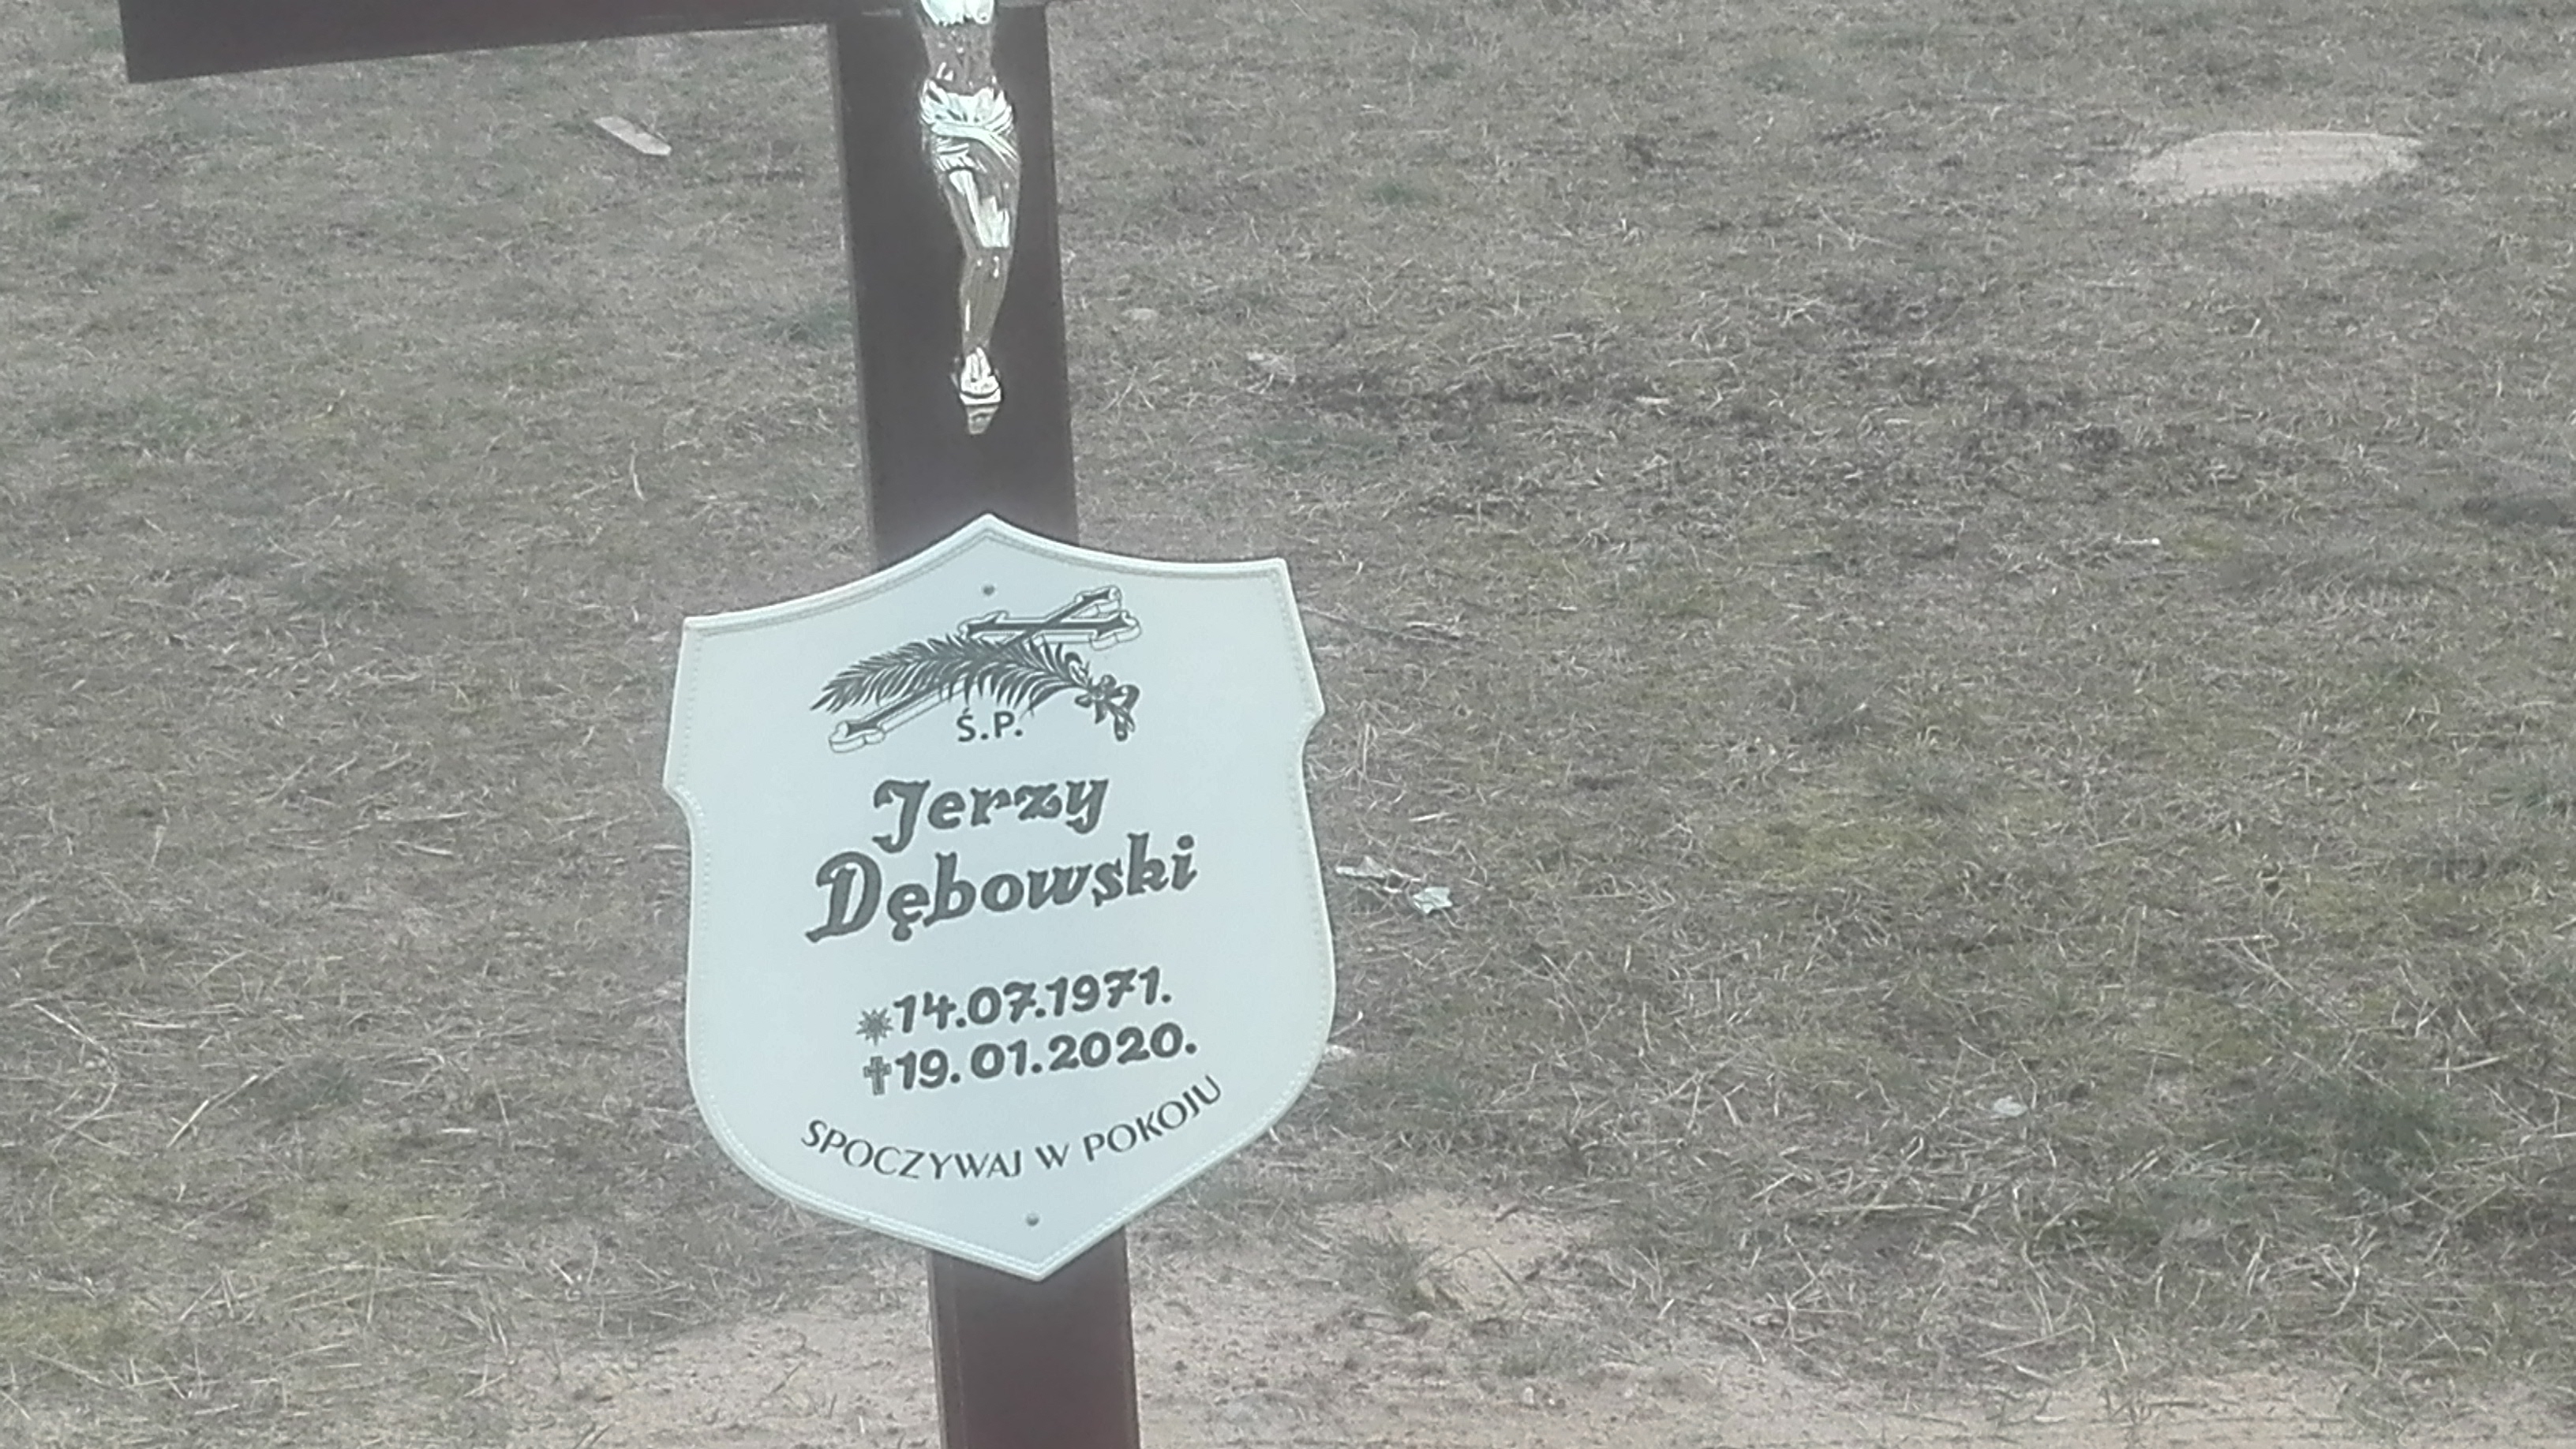 Ś.P.
Jerzy
Dębowski
14.07.1971.
19.01.2020.
SPOCZYWAJ W POKOJU